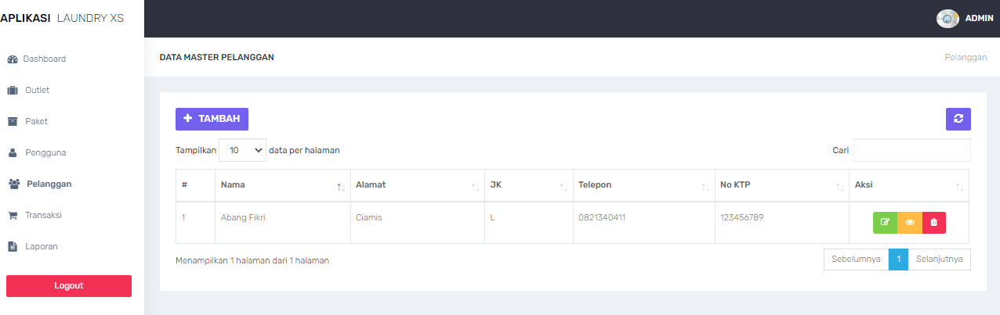 APLIKASI LAUNDRY XS
ADMIN
Dashboard
Outlet
Paket
Pengguna
Pelanggan
Transaksi
Laporan
Logout
DATA MASTER PELANGGAN
Pelanggan
TAMBAH
Tampilkan 10 data per halaman
Cari
# Nama Alamat JK Telepon No KTP Aksi
1 Abang Fikri Ciamis L 0821340411 123456789
Menampilkan 1 halaman dari 1 halaman
Sebelumnya 1 Selanjutnya